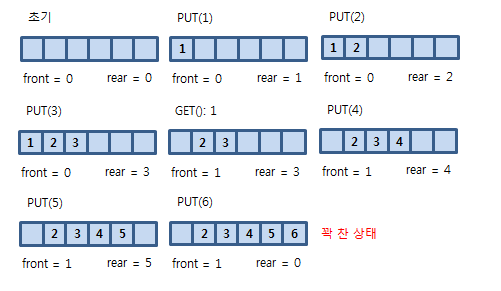 초기 PUT(1) PUT(2)
1 1 2
front = 0 rear = 0 front = 0 rear = 1 front = 0 rear = 2
PUT(3) GET(): 1 PUT(4)
1 2 3 2 3 2 3 4
front = 0 rear = 3 front = 1 rear = 3 front = 1 rear = 4
PUT(5) PUT(6)
2 3 4 5 2 3 4 5 6 꽉 찬 상태
front = 1 rear = 5 front = 1 rear = 0